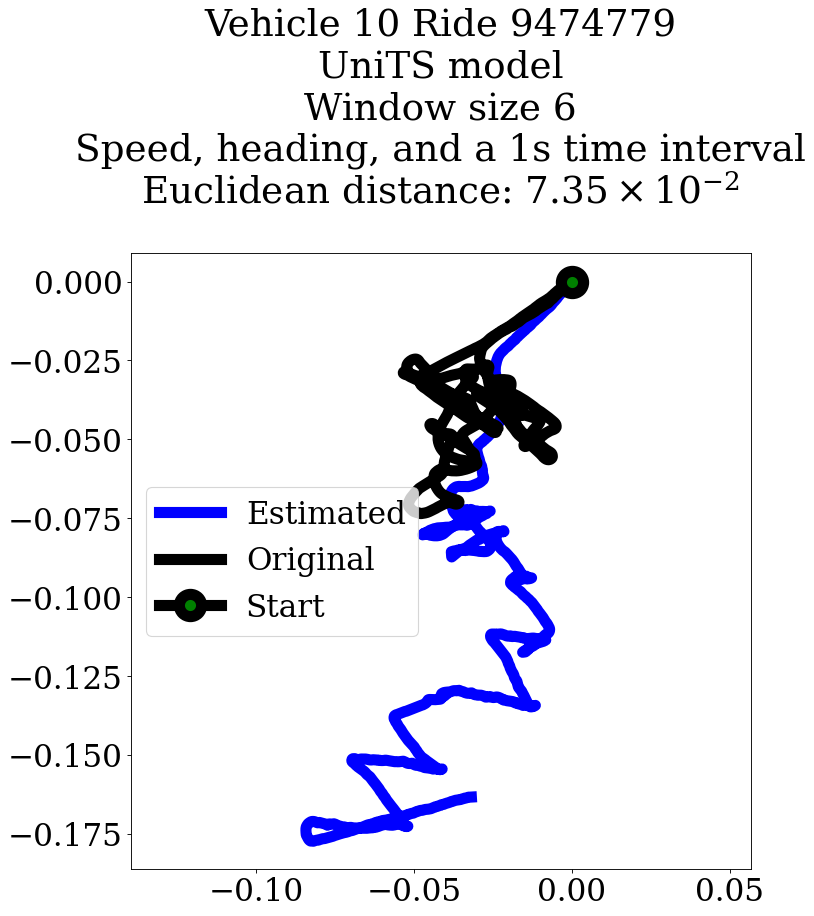 Vehicle 10 Ride 9474779
UniTS model
Window size 6
Speed, heading, and a 1s time interval
Euclidean distance: 7.35 × 10⁻²
0.000
−0.025
−0.050
−0.075
−0.100
−0.125
−0.150
−0.175
Estimated
Original
Start
−0.10
−0.05
0.00
0.05